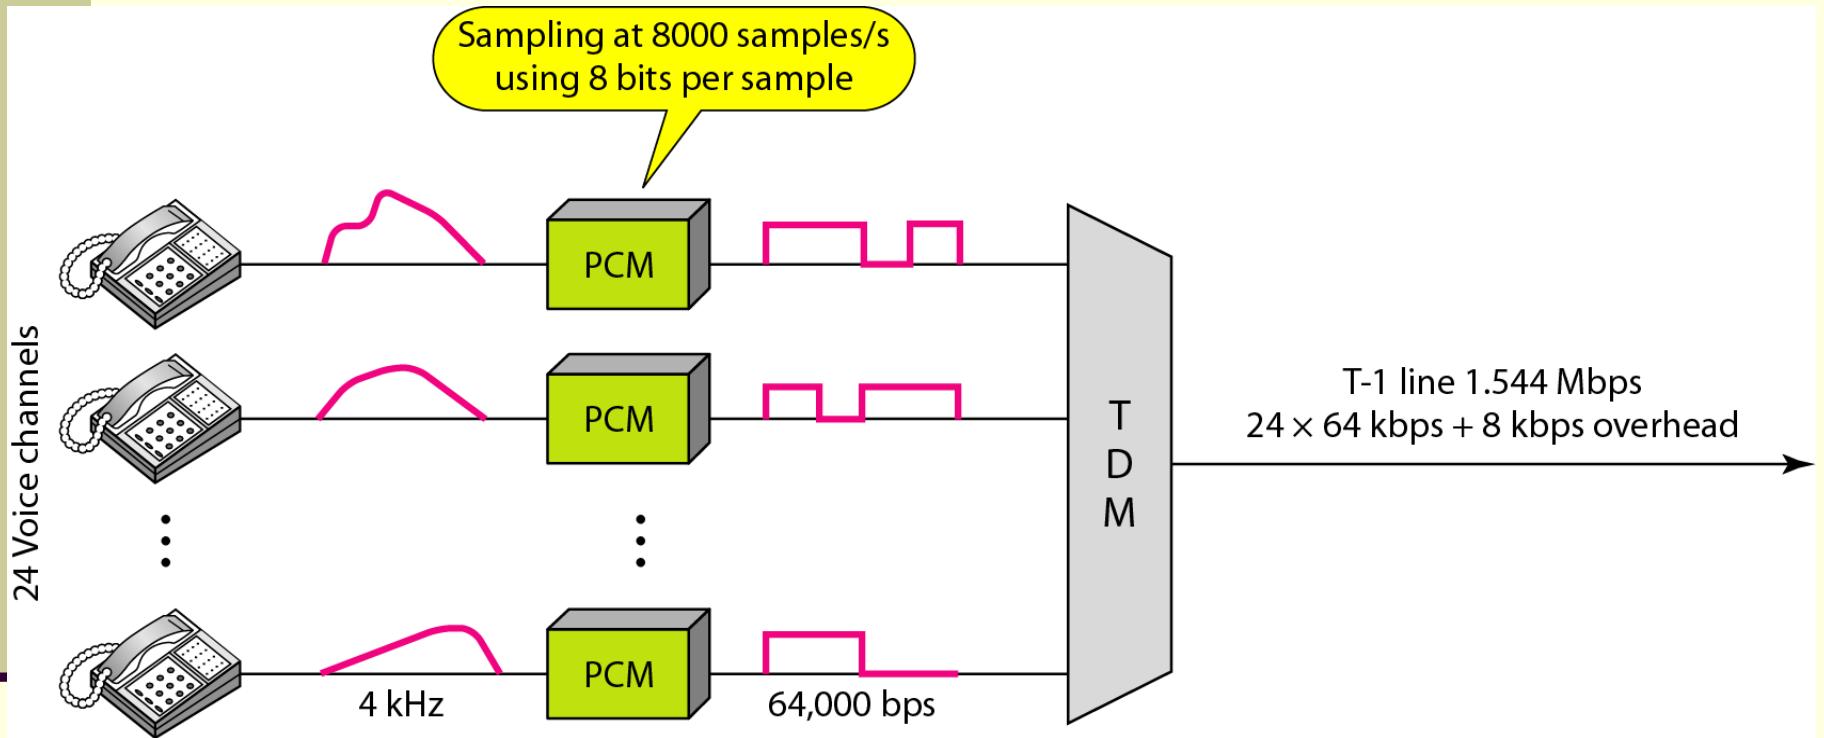 Sampling at 8000 samples/s
using 8 bits per sample
24 Voice channels
PCM
PCM
PCM
4 kHz
64,000 bps
T
D
M
T-1 line 1.544 Mbps
24 × 64 kbps + 8 kbps overhead